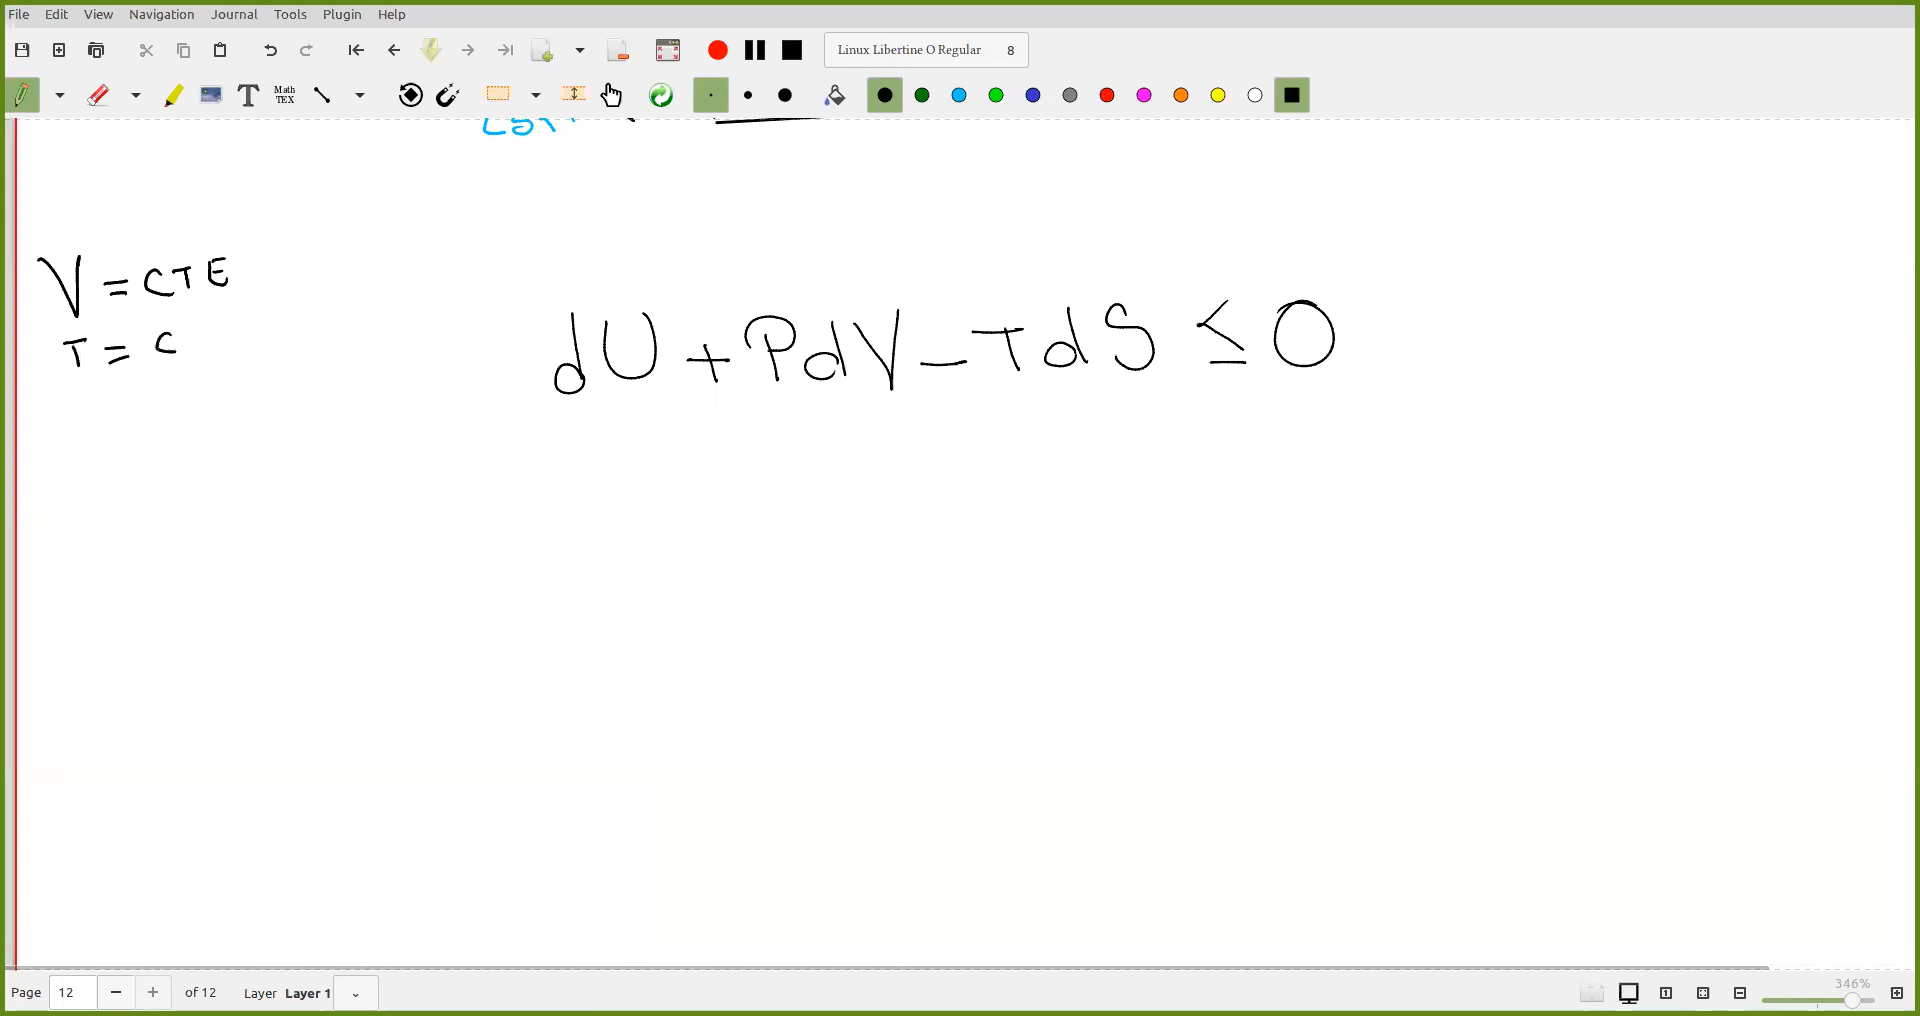 File Edit View Navigation Journal Tools Plugin Help
Linux Libertine O Regular 8
T Math TEX
V = CTE
T = C
dU + PdV - TdS ≤ 0
346%
Page 12 of 12 Layer Layer 1